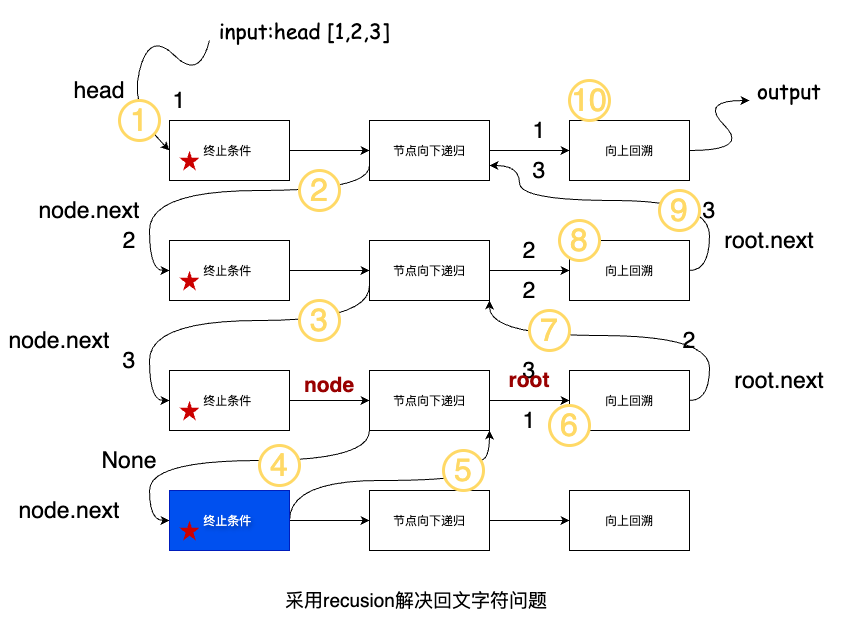 input:head [1,2,3]
head
1
①
终止条件
节点向下递归
1
3
⑩
向上回溯
output
②
node.next
2
⑨
3
root.next
终止条件
节点向下递归
2
2
⑧
向上回溯
③
node.next
3
⑦
2
root.next
终止条件
node
节点向下递归
3
root
1
⑥
向上回溯
None
④
⑤
node.next
终止条件
节点向下递归
向上回溯
采用recusion解决回文字符问题